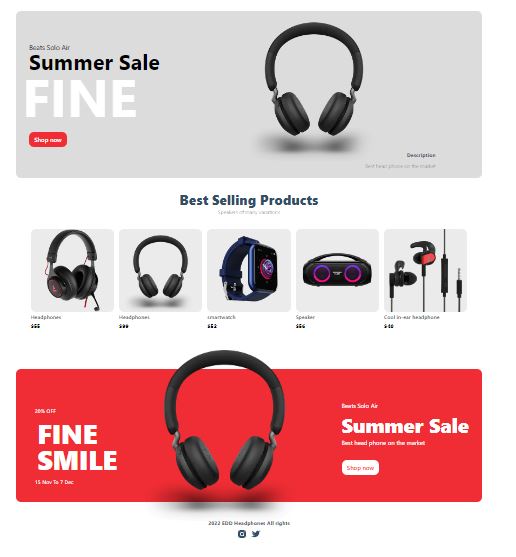 Beats Solo Air
Summer Sale
FINE
Shop now
Description
Best head phone on the market
Best Selling Products
Speakers of many variations
Headphones
$55
Headphones
$99
smartwatch
$52
Speaker
$56
Cool in-ear headphone
$40
20% OFF
FINE
SMILE
15 Nov To 7 Dec
Beats Solo Air
Summer Sale
Best head phone on the market
Shop now
2022 EDD Headphones All rights